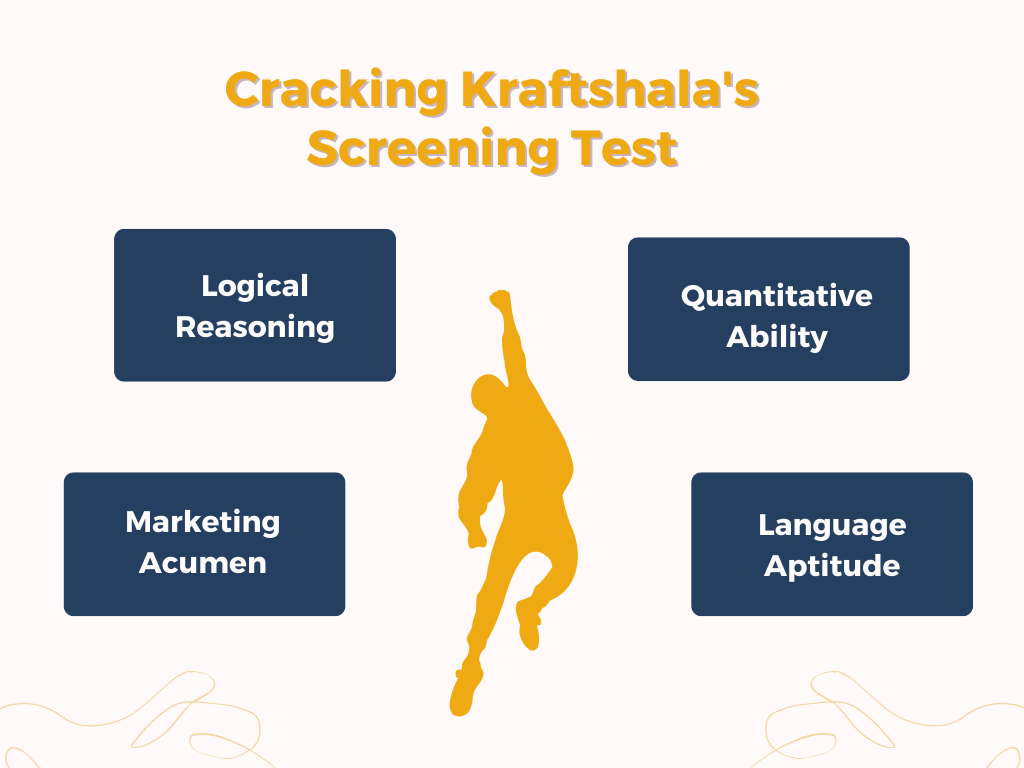 Cracking Kraftshala's
Screening Test
Logical
Reasoning
Quantitative
Ability
Marketing
Acumen
Language
Aptitude